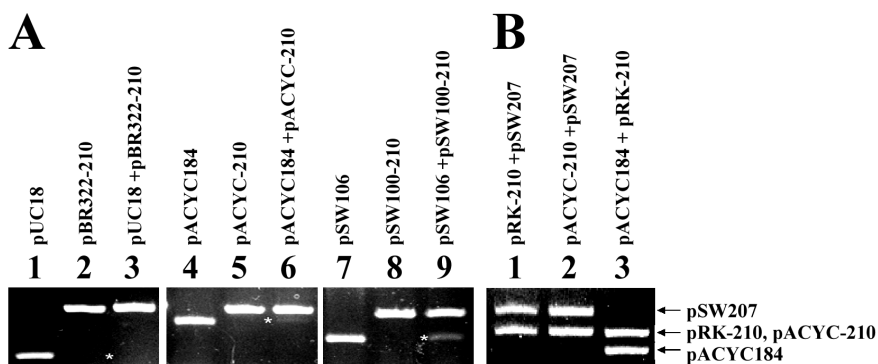 A
B
pUC18
pBR322-210
pUC18 +pBR322-210
pACYC184
pACYC-210
pACYC184 +pACYC-210
pSW106
pSW100-210
pSW106 +pSW100-210
pRK-210 +pSW207
pACYC-210 +pSW207
pACYC184 + pRK-210
1 2 3 4 5 6 7 8 9 1 2 3
* * *
pSW207
pRK-210, pACYC-210
pACYC184